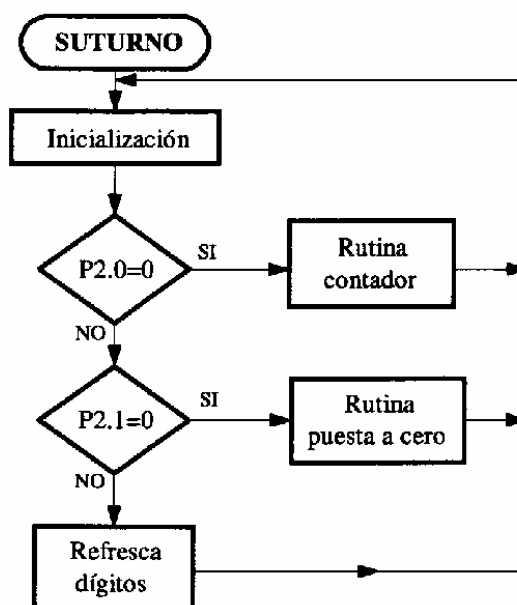 SUTURNO
Inicialización
P2.0=0
SI
Rutina
contador
NO
P2.1=0
SI
Rutina
puesta a cero
NO
Refresca
dígitos